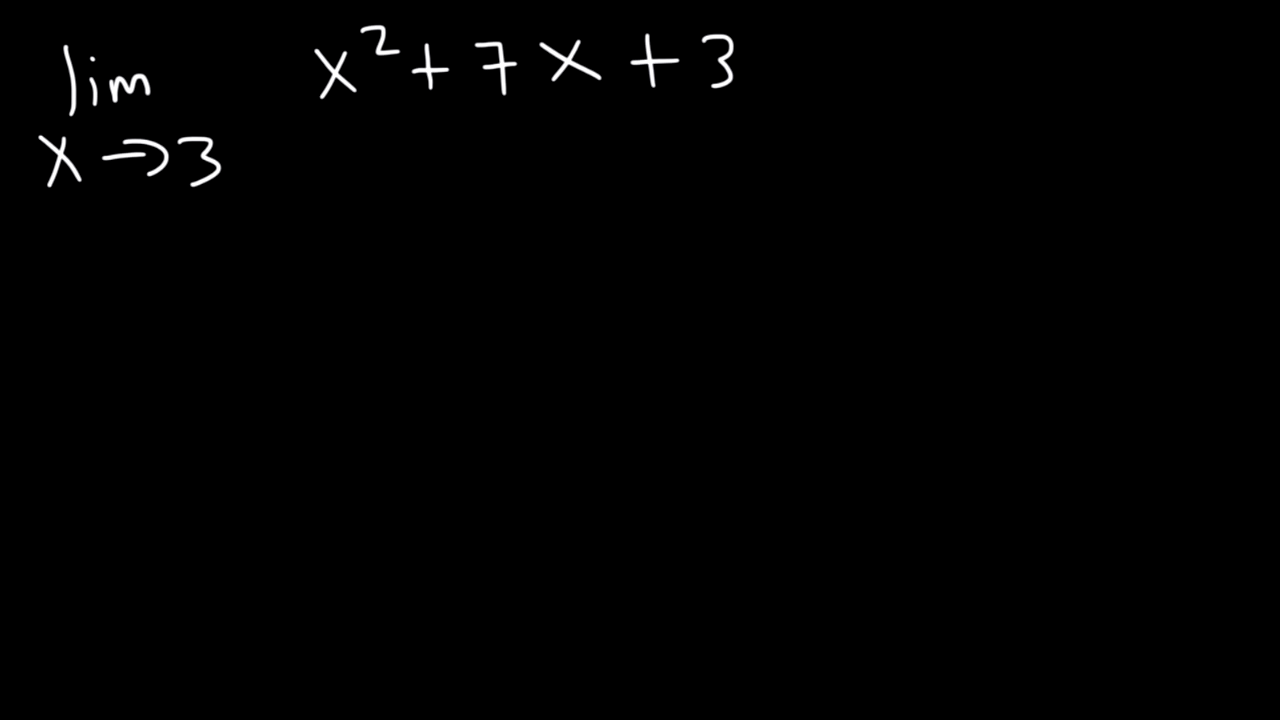 lim x² + 7x + 3
x → 3